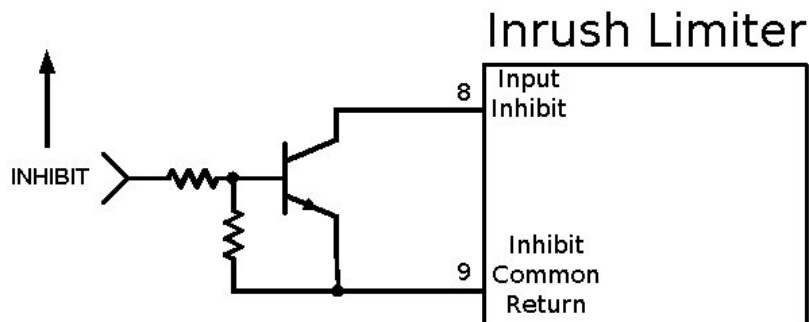 Inrush Limiter
8
Input
Inhibit
INHIBIT
9
Inhibit
Common
Return